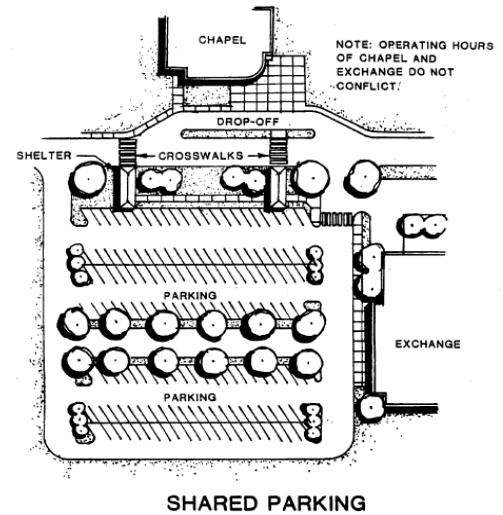 CHAPEL
NOTE: OPERATING HOURS
OF CHAPEL AND
EXCHANGE DO NOT
CONFLICT.
DROP-OFF
SHELTER
CROSSWALKS
PARKING
EXCHANGE
PARKING
SHARED PARKING